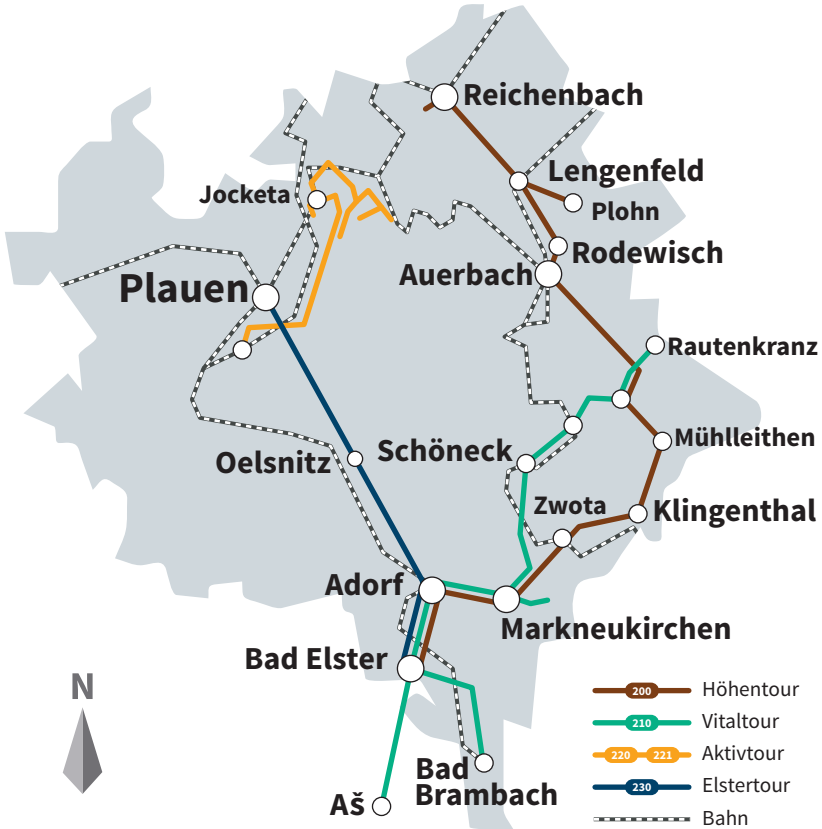 Reichenbach
Lengenfeld
Jocketa
Plohn
Rodewisch
Auerbach
Plauen
Rautenkranz
Mühlleithen
Schöneck
Oelsnitz
Zwota
Klingenthal
Adorf
Markneukirchen
Bad Elster
N
200 Höhentour
210 Vitaltour
220 221 Aktivtour
230 Elstertour
Bahn
Bad
Brambach
Aš